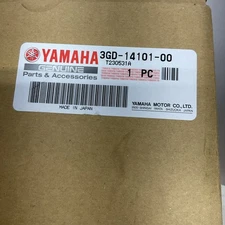 YAMAHA 3GD-14101-00
GENUINE T230531A
Parts & Accessories 1 PC
YAMAHA MOTOR CO.,LTD.
MADE IN JAPAN